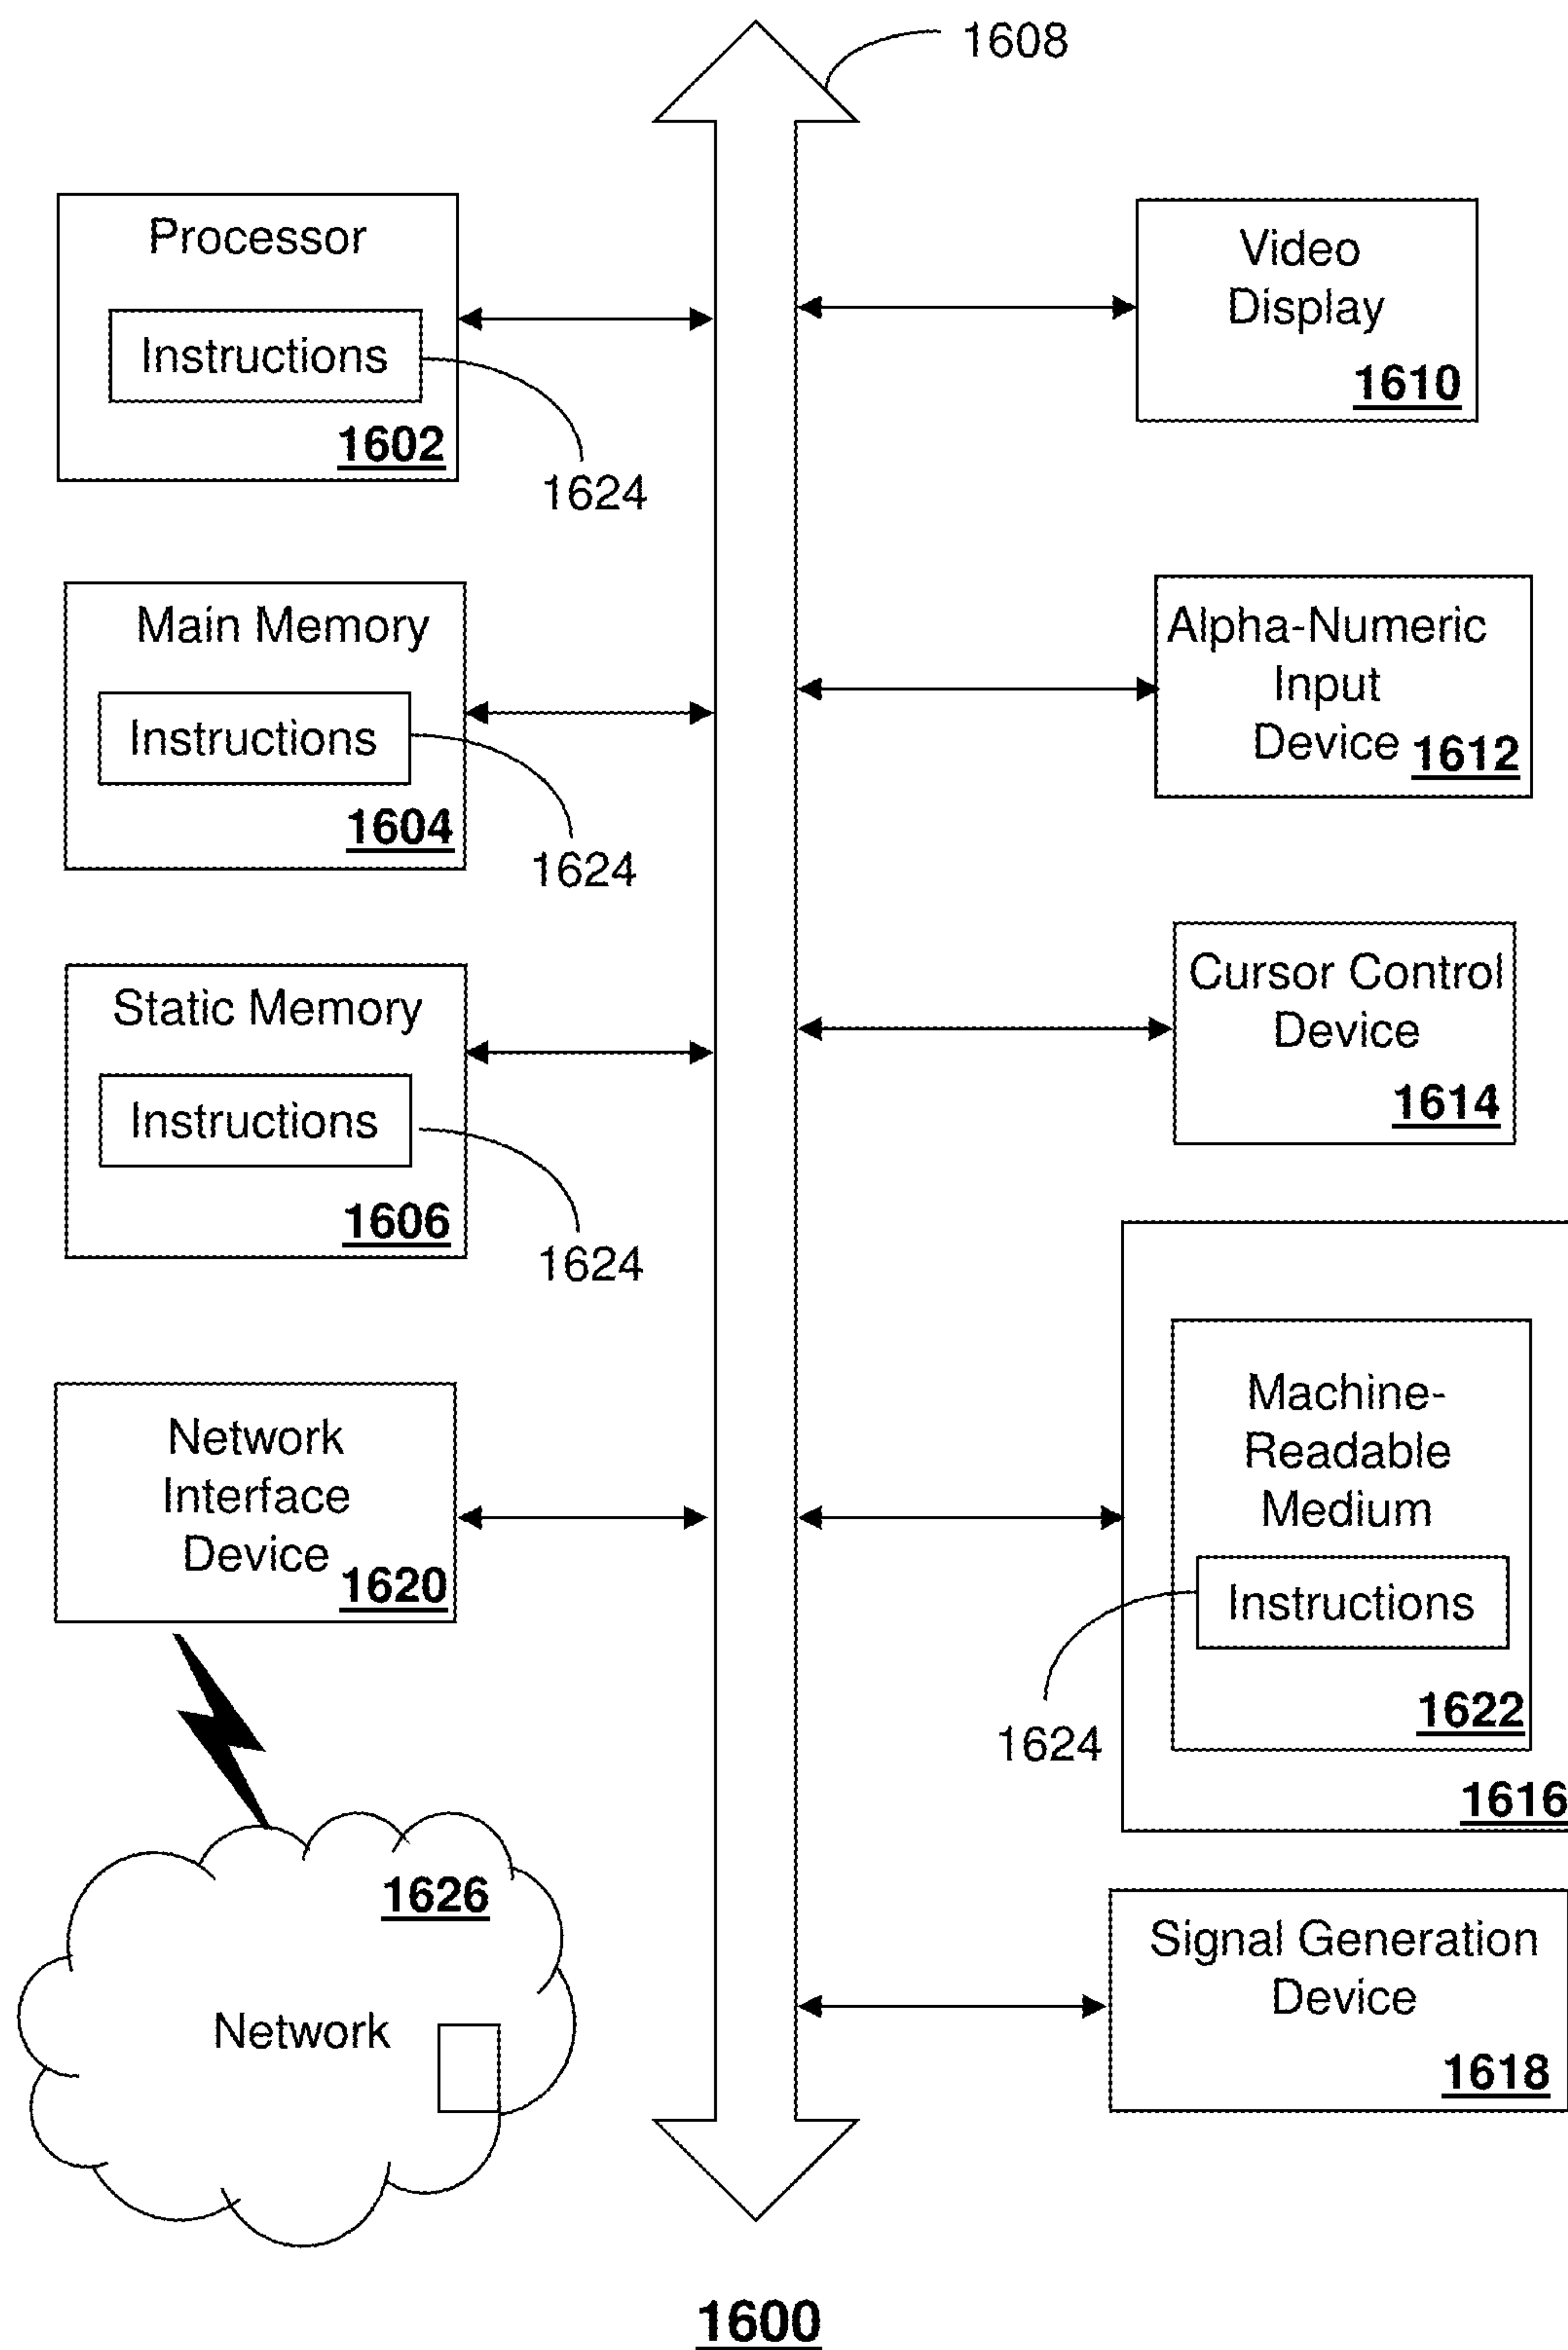 1608
Processor
Instructions
1602
1624
Video
Display
1610
Main Memory
Instructions
1604
1624
Alpha-Numeric
Input
Device 1612
Static Memory
Instructions
1606
1624
Cursor Control
Device
1614
Network
Interface
Device
1620
Machine-
Readable
Medium
Instructions
1624
1622
1616
1626
Network
Signal Generation
Device
1618
1600